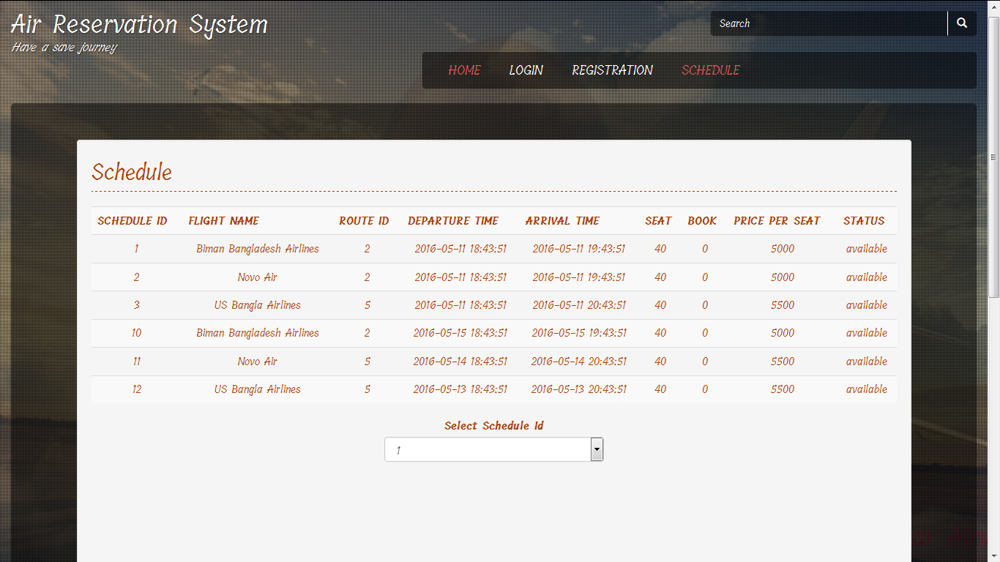 Air Reservation System
Have a save journey
Search
HOME LOGIN REGISTRATION SCHEDULE
Schedule
SCHEDULE ID FLIGHT NAME ROUTE ID DEPARTURE TIME ARRIVAL TIME SEAT BOOK PRICE PER SEAT STATUS
1 Biman Bangladesh Airlines 2 2016-05-11 18:43:51 2016-05-11 19:43:51 40 0 5000 available
2 Novo Air 2 2016-05-11 18:43:51 2016-05-11 19:43:51 40 0 5000 available
3 US Bangla Airlines 5 2016-05-11 18:43:51 2016-05-11 20:43:51 40 0 5500 available
10 Biman Bangladesh Airlines 2 2016-05-15 18:43:51 2016-05-15 19:43:51 40 0 5000 available
11 Novo Air 5 2016-05-14 18:43:51 2016-05-14 20:43:51 40 0 5500 available
12 US Bangla Airlines 5 2016-05-13 18:43:51 2016-05-13 20:43:51 40 0 5500 available
Select Schedule Id
1